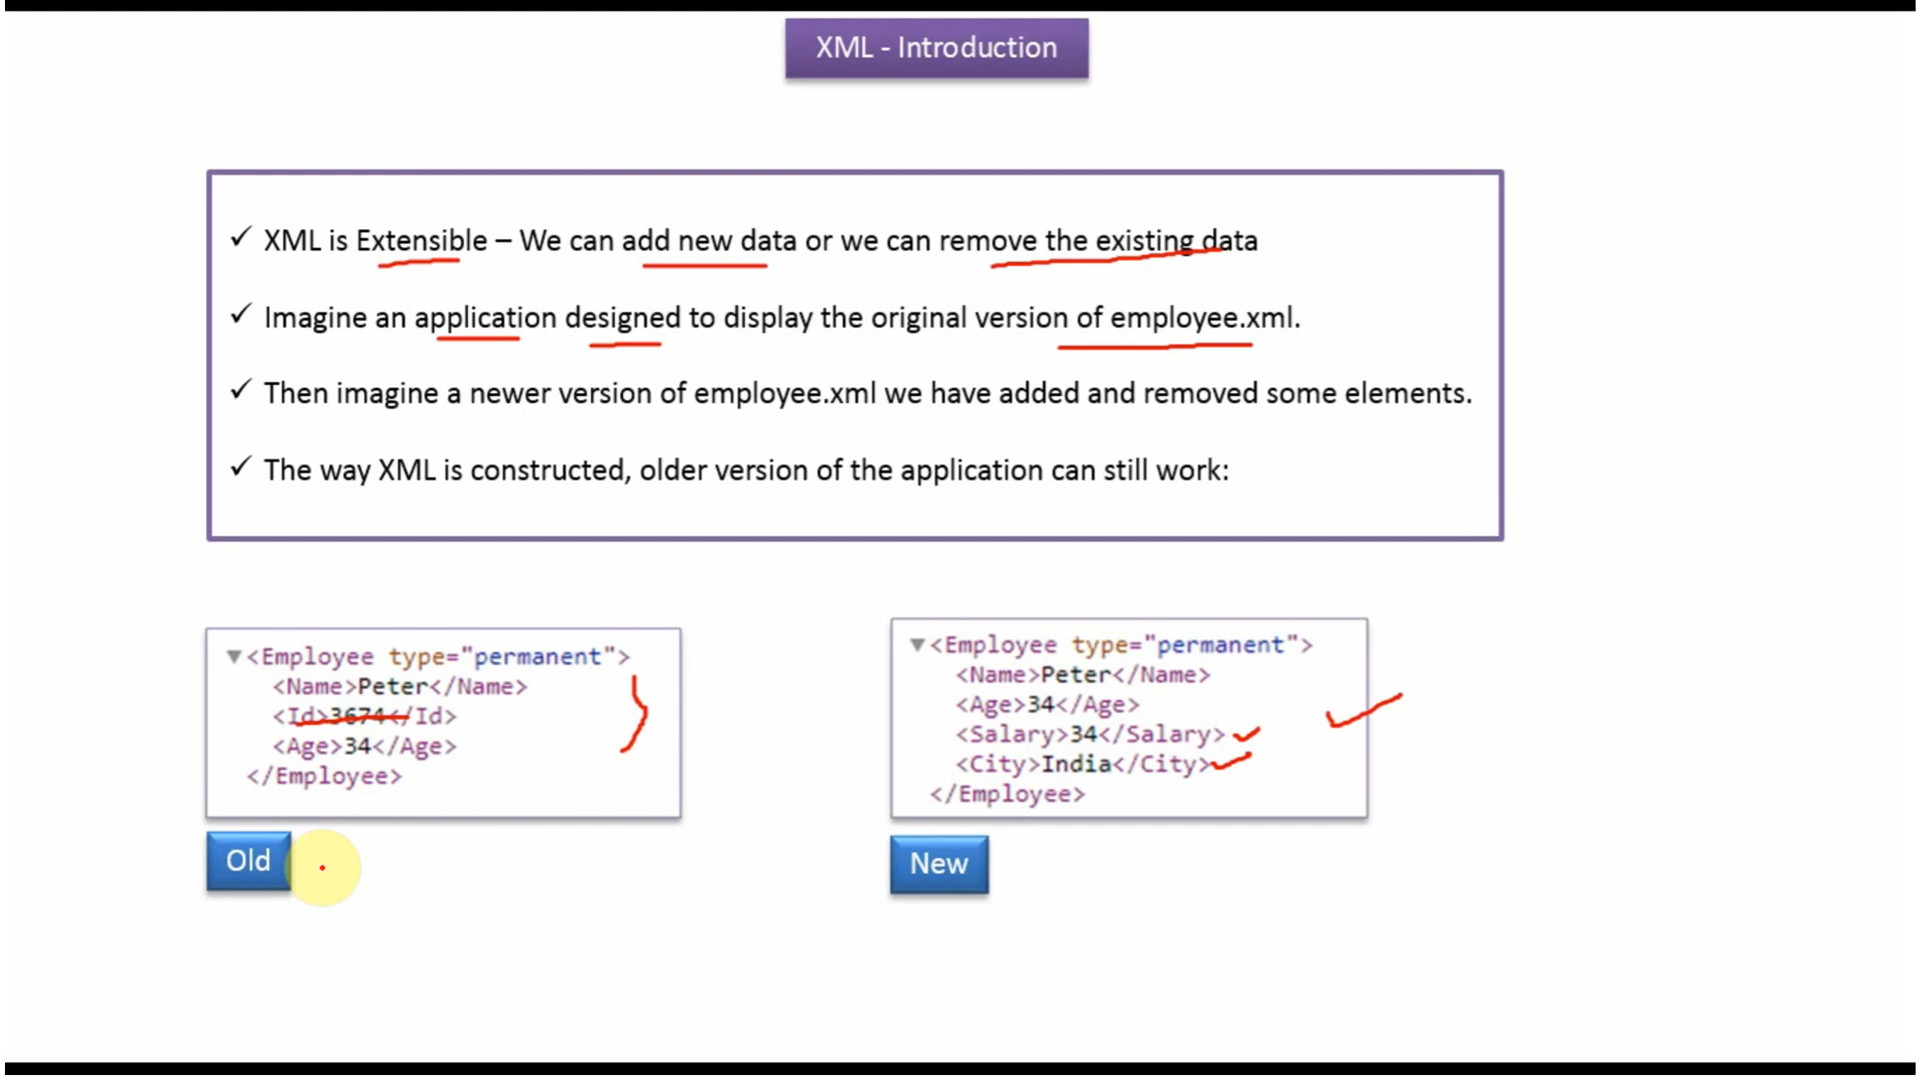 XML - Introduction
✓ XML is Extensible – We can add new data or we can remove the existing data
✓ Imagine an application designed to display the original version of employee.xml.
✓ Then imagine a newer version of employee.xml we have added and removed some elements.
✓ The way XML is constructed, older version of the application can still work:
▼<Employee type="permanent">
<Name>Peter</Name>
<Id>3674</Id>
<Age>34</Age>
</Employee>
Old
▼<Employee type="permanent">
<Name>Peter</Name>
<Age>34</Age>
<Salary>34</Salary>
<City>India</City>
</Employee>
New